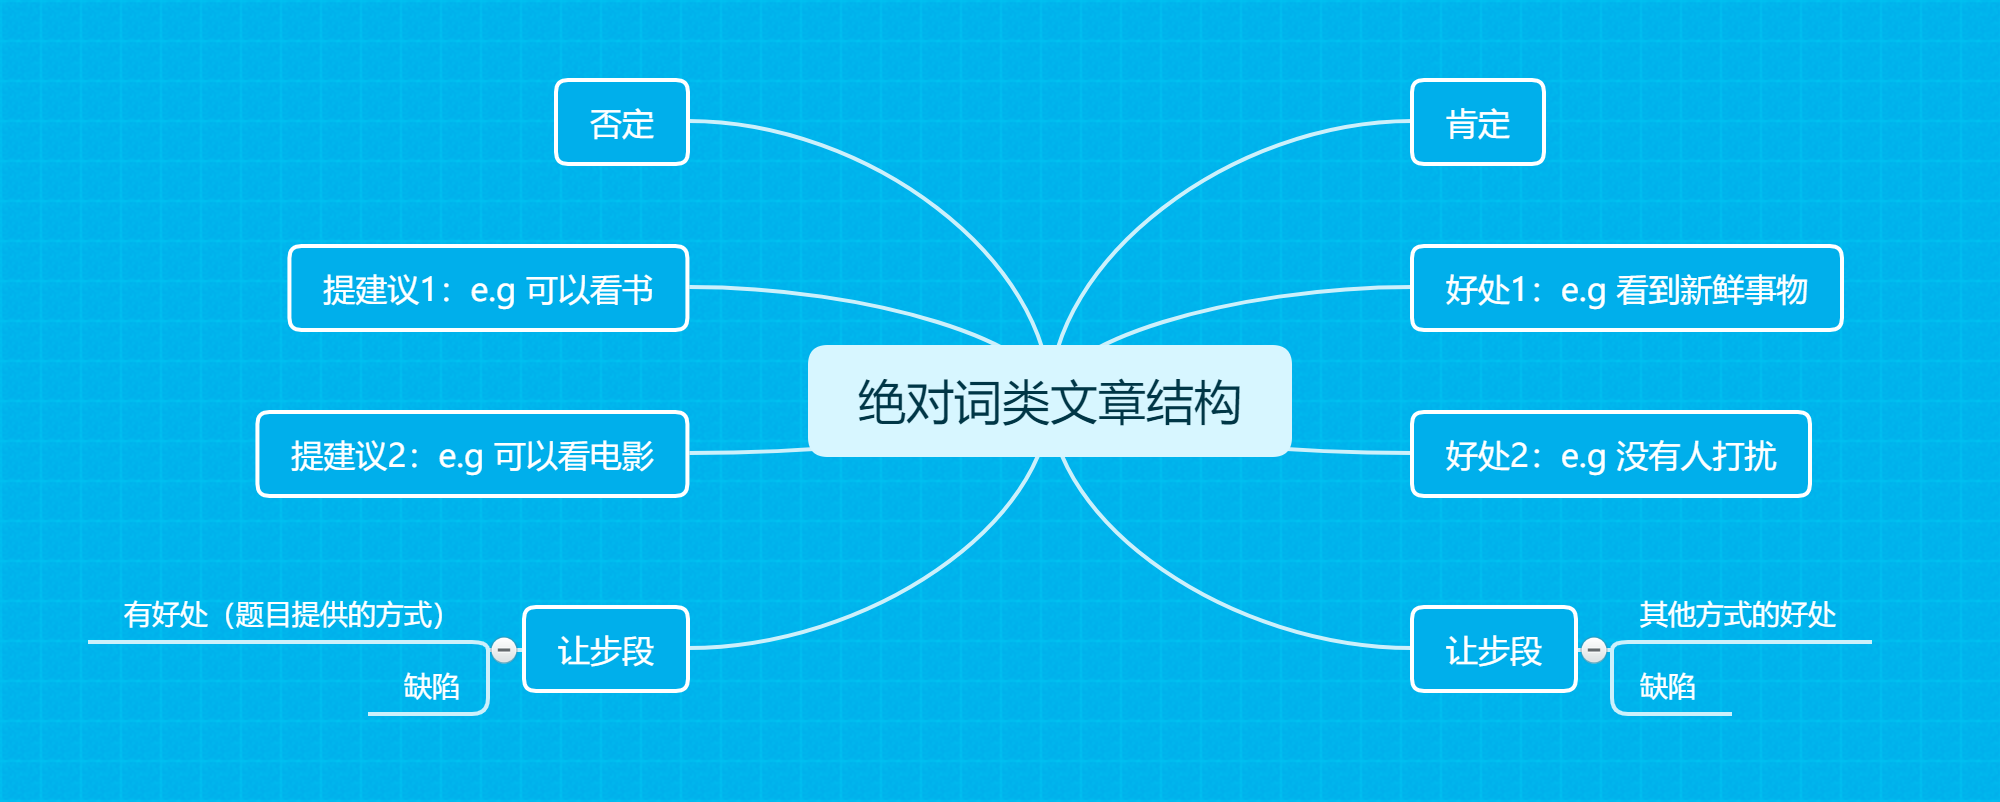 绝对词类文章结构
否定
提建议1：e.g 可以看书
提建议2：e.g 可以看电影
让步段
有好处（题目提供的方式）
缺陷
肯定
好处1：e.g 看到新鲜事物
好处2：e.g 没有人打扰
让步段
其他方式的好处
缺陷